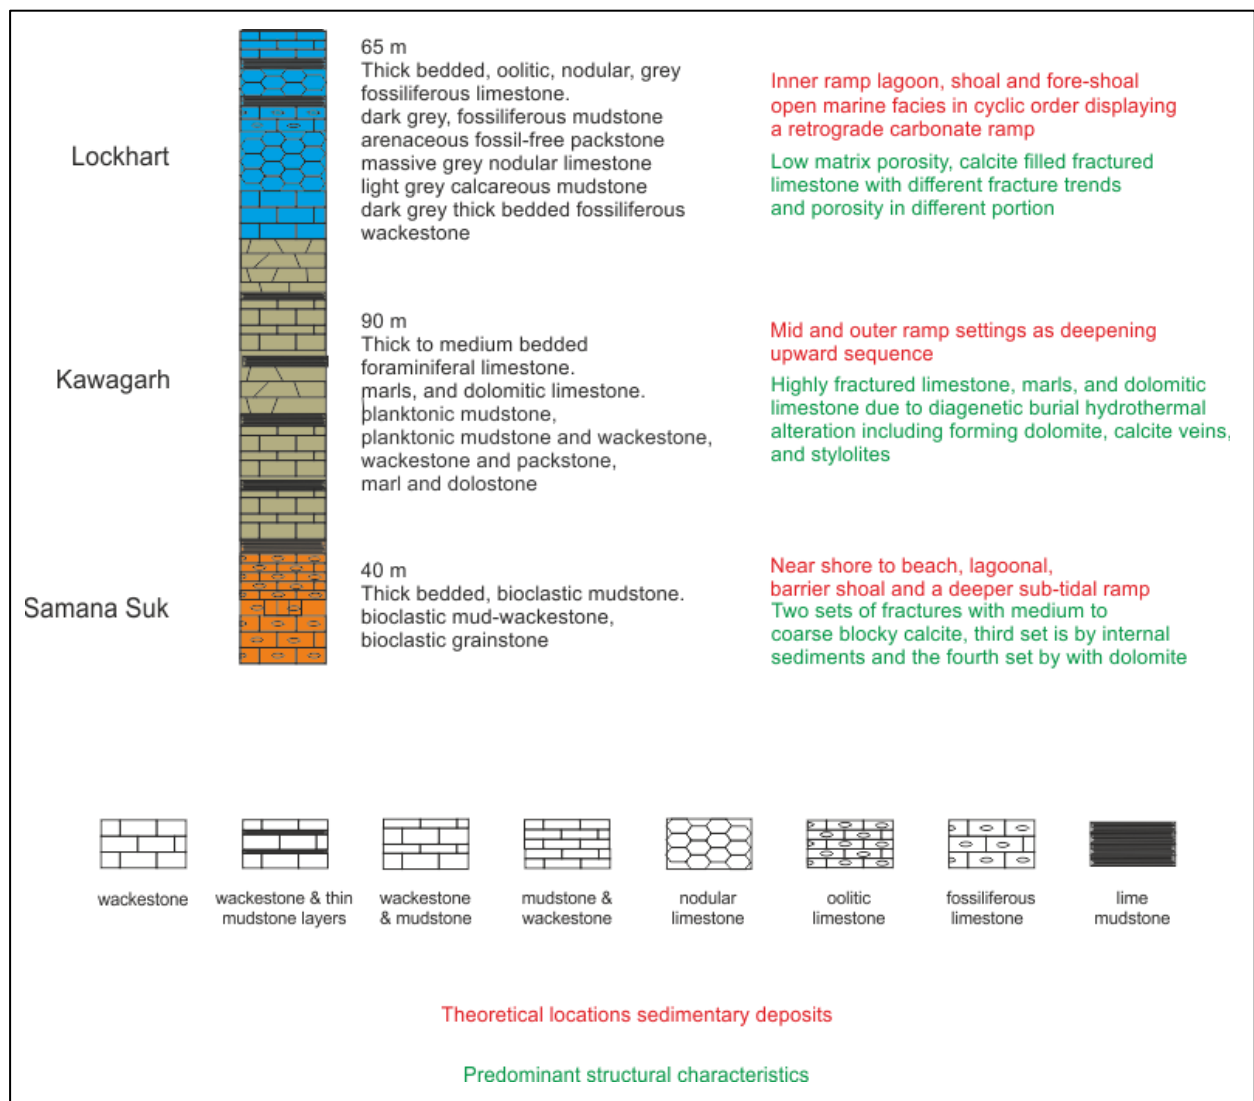 Lockhart
65 m
Thick bedded, oolitic, nodular, grey
fossiliferous limestone.
dark grey, fossiliferous mudstone
arenaceous fossil-free packstone
massive grey nodular limestone
light grey calcareous mudstone
dark grey thick bedded fossiliferous
wackestone
Inner ramp lagoon, shoal and fore-shoal
open marine facies in cyclic order displaying
a retrograde carbonate ramp
Low matrix porosity, calcite filled fractured
limestone with different fracture trends
and porosity in different portion
Kawagarh
90 m
Thick to medium bedded
foraminiferal limestone.
marls, and dolomitic limestone.
planktonic mudstone,
planktonic mudstone and wackestone,
wackestone and packstone,
marl and dolostone
Mid and outer ramp settings as deepening
upward sequence
Highly fractured limestone, marls, and dolomitic
limestone due to diagenetic burial hydrothermal
alteration including forming dolomite, calcite veins,
and stylolites
Samana Suk
40 m
Thick bedded, bioclastic mudstone.
bioclastic mud-wackestone,
bioclastic grainstone
Near shore to beach, lagoonal,
barrier shoal and a deeper sub-tidal ramp
Two sets of fractures with medium to
coarse blocky calcite, third set is by internal
sediments and the fourth set by with dolomite
wackestone
wackestone & thin
mudstone layers
wackestone
& mudstone
mudstone &
wackestone
nodular
limestone
oolitic
limestone
fossiliferous
limestone
lime
mudstone
Theoretical locations sedimentary deposits
Predominant structural characteristics